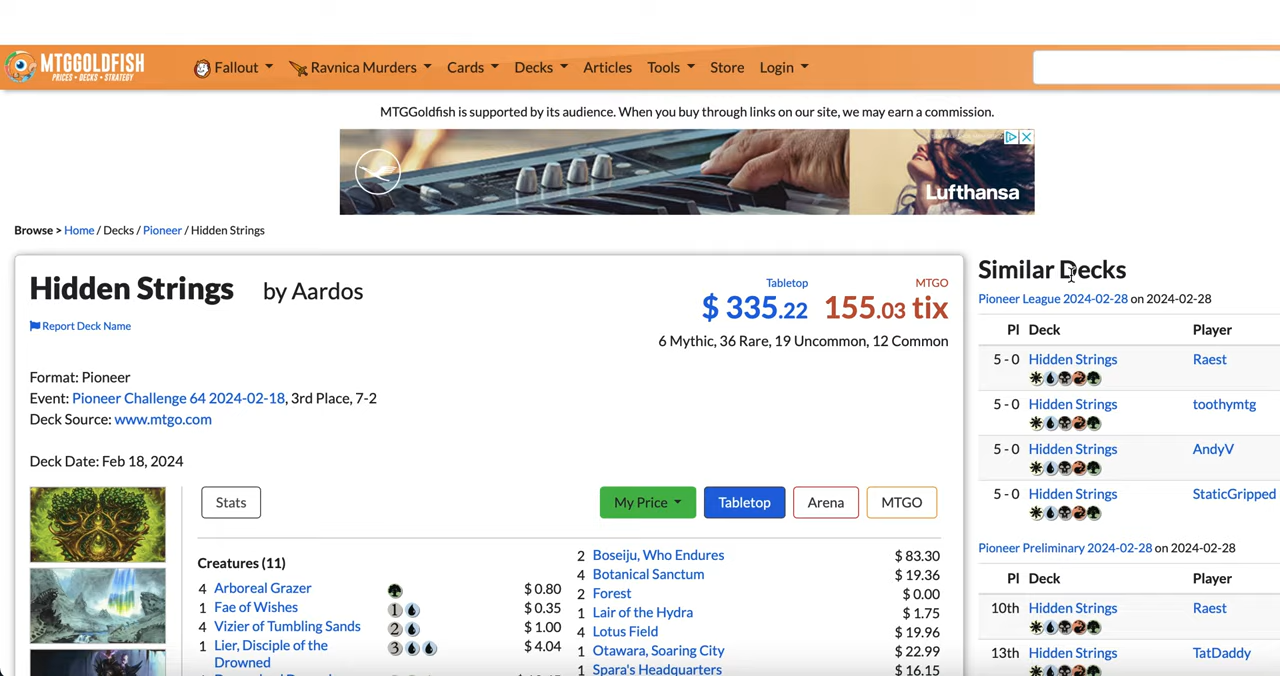 MTGGOLDFISH
PRICES • DECKS • STRATEGY
Fallout
Ravnica Murders
Cards
Decks
Articles
Tools
Store
Login
MTGGoldfish is supported by its audience. When you buy through links on our site, we may earn a commission.
Lufthansa
Browse > Home / Decks / Pioneer / Hidden Strings
Hidden Strings by Aardos
Report Deck Name
Tabletop
$ 335.22
MTGO
155.03 tix
6 Mythic, 36 Rare, 19 Uncommon, 12 Common
Format: Pioneer
Event: Pioneer Challenge 64 2024-02-18, 3rd Place, 7-2
Deck Source: www.mtgo.com
Deck Date: Feb 18, 2024
Stats
My Price
Tabletop
Arena
MTGO
Creatures (11)
4 Arboreal Grazer $ 0.80
1 Fae of Wishes 1 $ 0.35
4 Vizier of Tumbling Sands 2 $ 1.00
1 Lier, Disciple of the 3 $ 4.04
Drowned
2 Boseiju, Who Endures $ 83.30
4 Botanical Sanctum $ 19.36
2 Forest $ 0.00
1 Lair of the Hydra $ 1.75
4 Lotus Field $ 19.96
1 Otawara, Soaring City $ 22.99
1 Spara's Headquarters $ 16.15
Similar Decks
Pioneer League 2024-02-28 on 2024-02-28
Pl Deck Player
5 - 0 Hidden Strings Raest
5 - 0 Hidden Strings toothymtg
5 - 0 Hidden Strings AndyV
5 - 0 Hidden Strings StaticGripped
Pioneer Preliminary 2024-02-28 on 2024-02-28
Pl Deck Player
10th Hidden Strings Raest
13th Hidden Strings TatDaddy